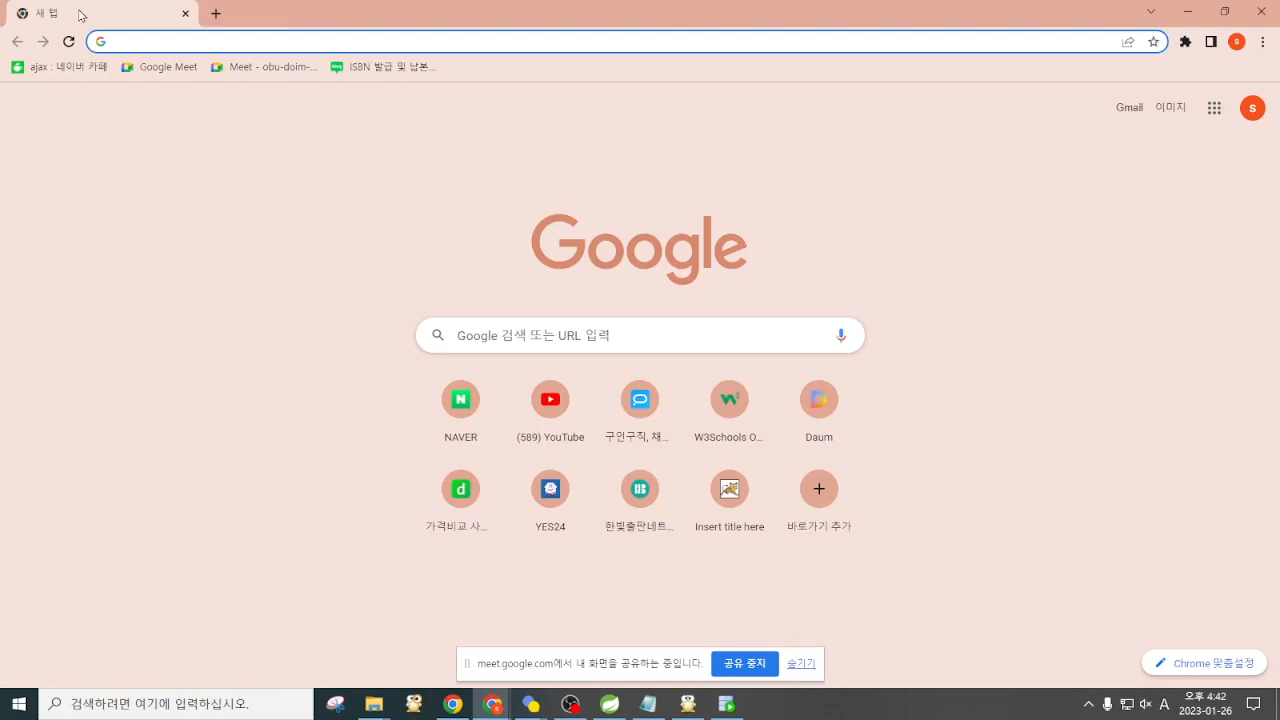 새 탭
ajax : 네이버 카페
Google Meet
Meet - obu-doim-...
ISBN 발급 및 납본...
Gmail
이미지
S
Google
Google 검색 또는 URL 입력
NAVER
(589) YouTube
구인구직, 채...
W3Schools O...
Daum
가격비교 사...
YES24
한빛출판네트...
Insert title here
바로가기 추가
meet.google.com에서 내 화면을 공유하는 중입니다.
공유 중지
숨기기
Chrome 맞춤설정
검색하려면 여기에 입력하십시오.
A
오후 4:42
2023-01-26